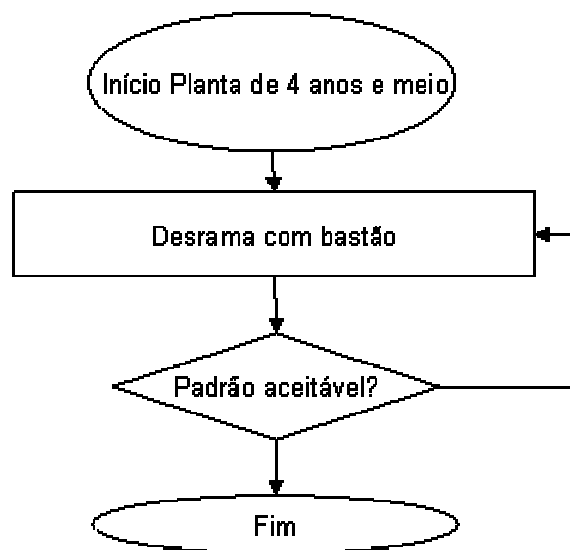 Início Planta de 4 anos e meio
Desrama com bastão
Padrão aceitável?
Fim